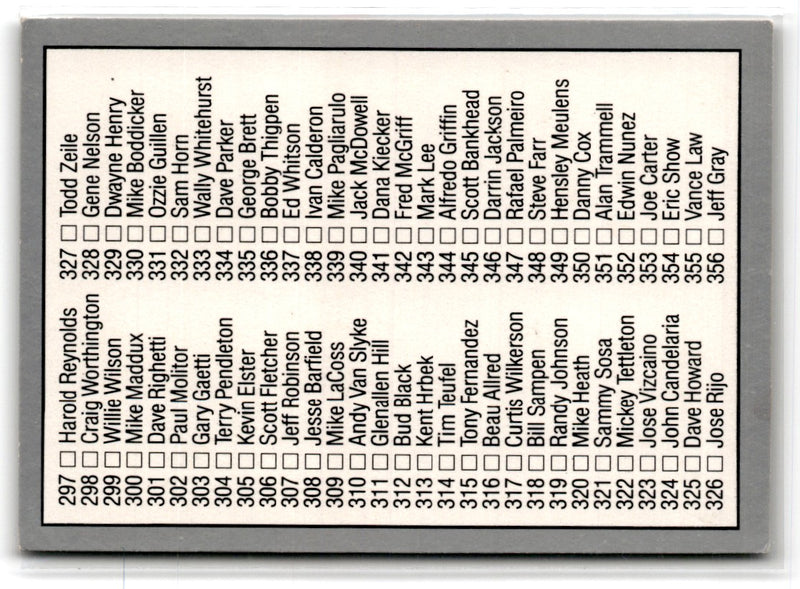 297 Harold Reynolds
298 Craig Worthington
299 Willie Wilson
300 Mike Maddux
301 Dave Righetti
302 Paul Molitor
303 Gary Gaetti
304 Terry Pendleton
305 Kevin Elster
306 Scott Fletcher
307 Jeff Robinson
308 Jesse Barfield
309 Mike LaCoss
310 Andy Van Slyke
311 Glenallen Hill
312 Bud Black
313 Kent Hrbek
314 Tim Teufel
315 Tony Fernandez
316 Beau Allred
317 Curtis Wilkerson
318 Bill Sampen
319 Randy Johnson
320 Mike Heath
321 Sammy Sosa
322 Mickey Tettleton
323 Jose Vizcaino
324 John Candelaria
325 Dave Howard
326 Jose Rijo
327 Todd Zeile
328 Gene Nelson
329 Dwayne Henry
330 Mike Boddicker
331 Ozzie Guillen
332 Sam Horn
333 Wally Whitehurst
334 Dave Parker
335 George Brett
336 Bobby Thigpen
337 Ed Whitson
338 Ivan Calderon
339 Mike Pagliarulo
340 Jack McDowell
341 Dana Kiecker
342 Fred McGriff
343 Mark Lee
344 Alfredo Griffin
345 Scott Bankhead
346 Darrin Jackson
347 Rafael Palmeiro
348 Steve Farr
349 Hensley Meulens
350 Danny Cox
351 Alan Trammell
352 Edwin Nunez
353 Joe Carter
354 Eric Show
355 Vance Law
356 Jeff Gray